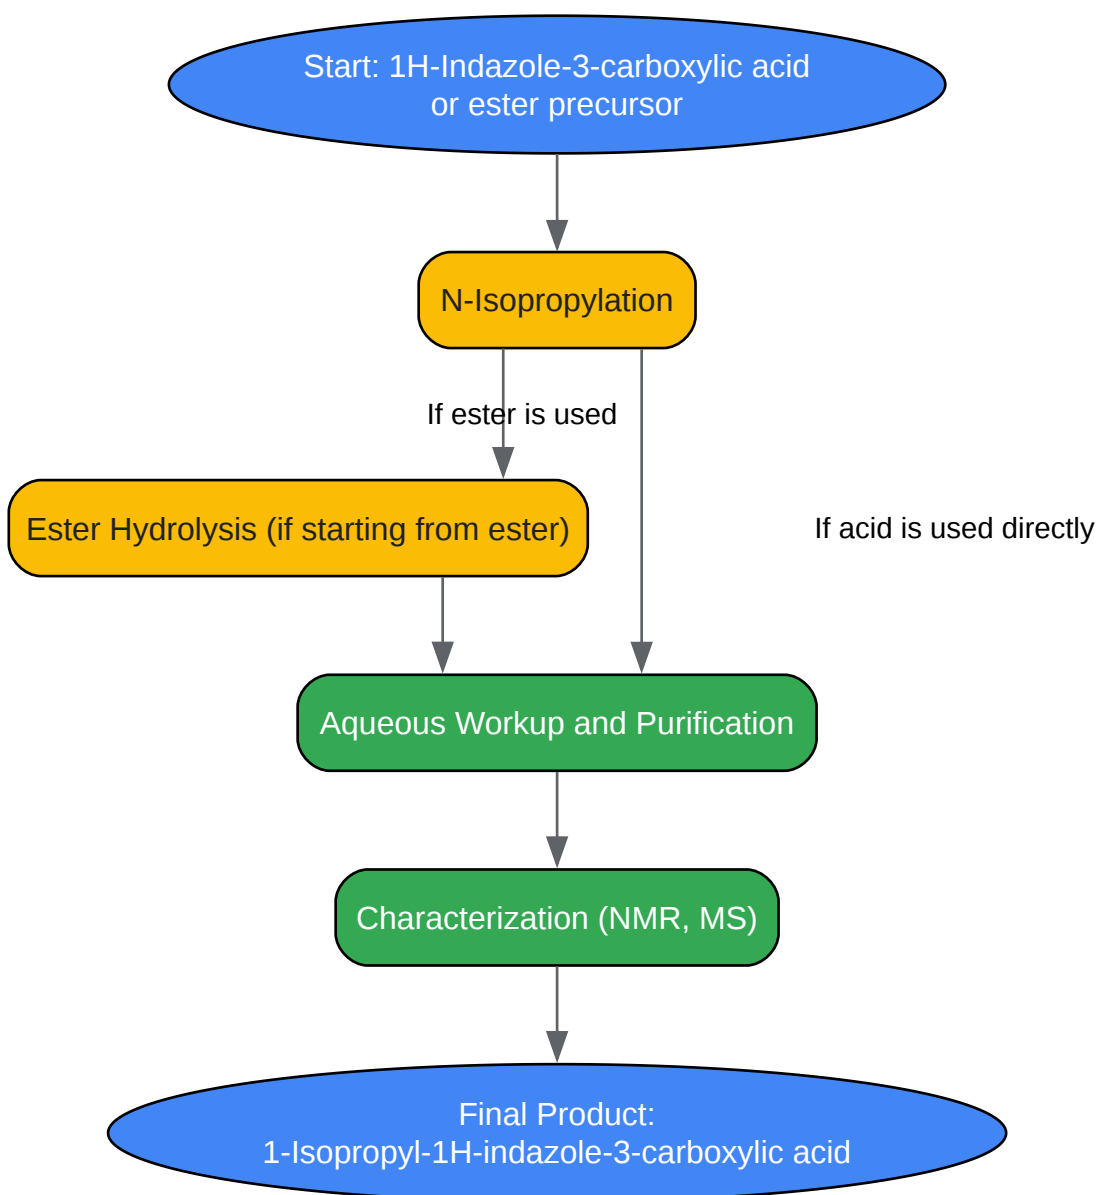 Start: 1H-Indazole-3-carboxylic acid
or ester precursor
N-Isopropylation
If ester is used
Ester Hydrolysis (if starting from ester)
If acid is used directly
Aqueous Workup and Purification
Characterization (NMR, MS)
Final Product:
1-Isopropyl-1H-indazole-3-carboxylic acid